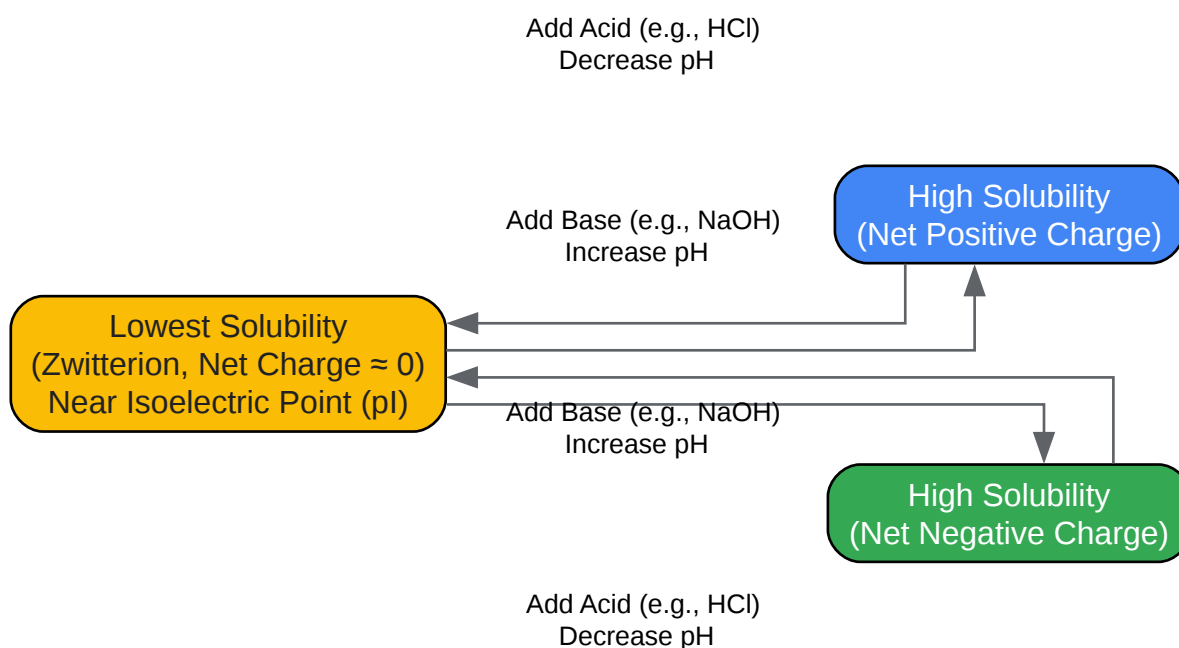 Add Acid (e.g., HCl)
Decrease pH
High Solubility
(Net Positive Charge)
Add Base (e.g., NaOH)
Increase pH
Lowest Solubility
(Zwitterion, Net Charge ≈ 0)
Near Isoelectric Point (pI)
Add Base (e.g., NaOH)
Increase pH
High Solubility
(Net Negative Charge)
Add Acid (e.g., HCl)
Decrease pH